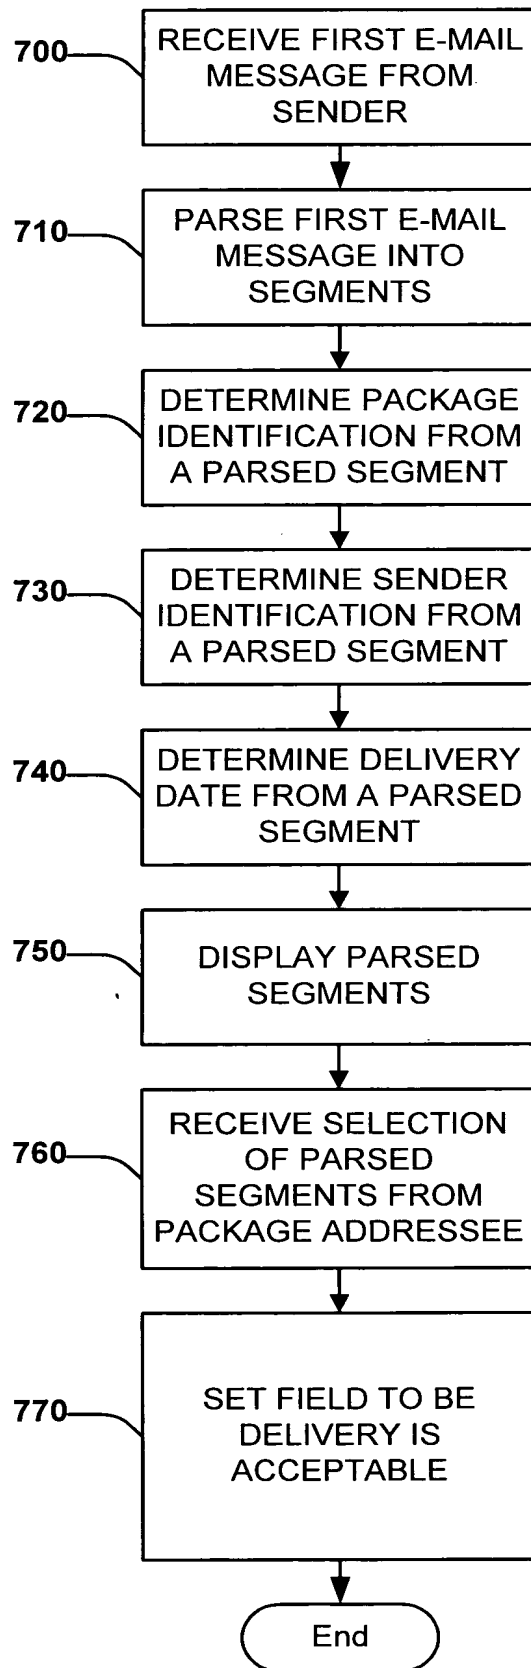 700
RECEIVE FIRST E-MAIL
MESSAGE FROM
SENDER
710
PARSE FIRST E-MAIL
MESSAGE INTO
SEGMENTS
720
DETERMINE PACKAGE
IDENTIFICATION FROM
A PARSED SEGMENT
730
DETERMINE SENDER
IDENTIFICATION FROM
A PARSED SEGMENT
740
DETERMINE DELIVERY
DATE FROM A PARSED
SEGMENT
750
DISPLAY PARSED
SEGMENTS
760
RECEIVE SELECTION
OF PARSED
SEGMENTS FROM
PACKAGE ADDRESSEE
770
SET FIELD TO BE
DELIVERY IS
ACCEPTABLE
End